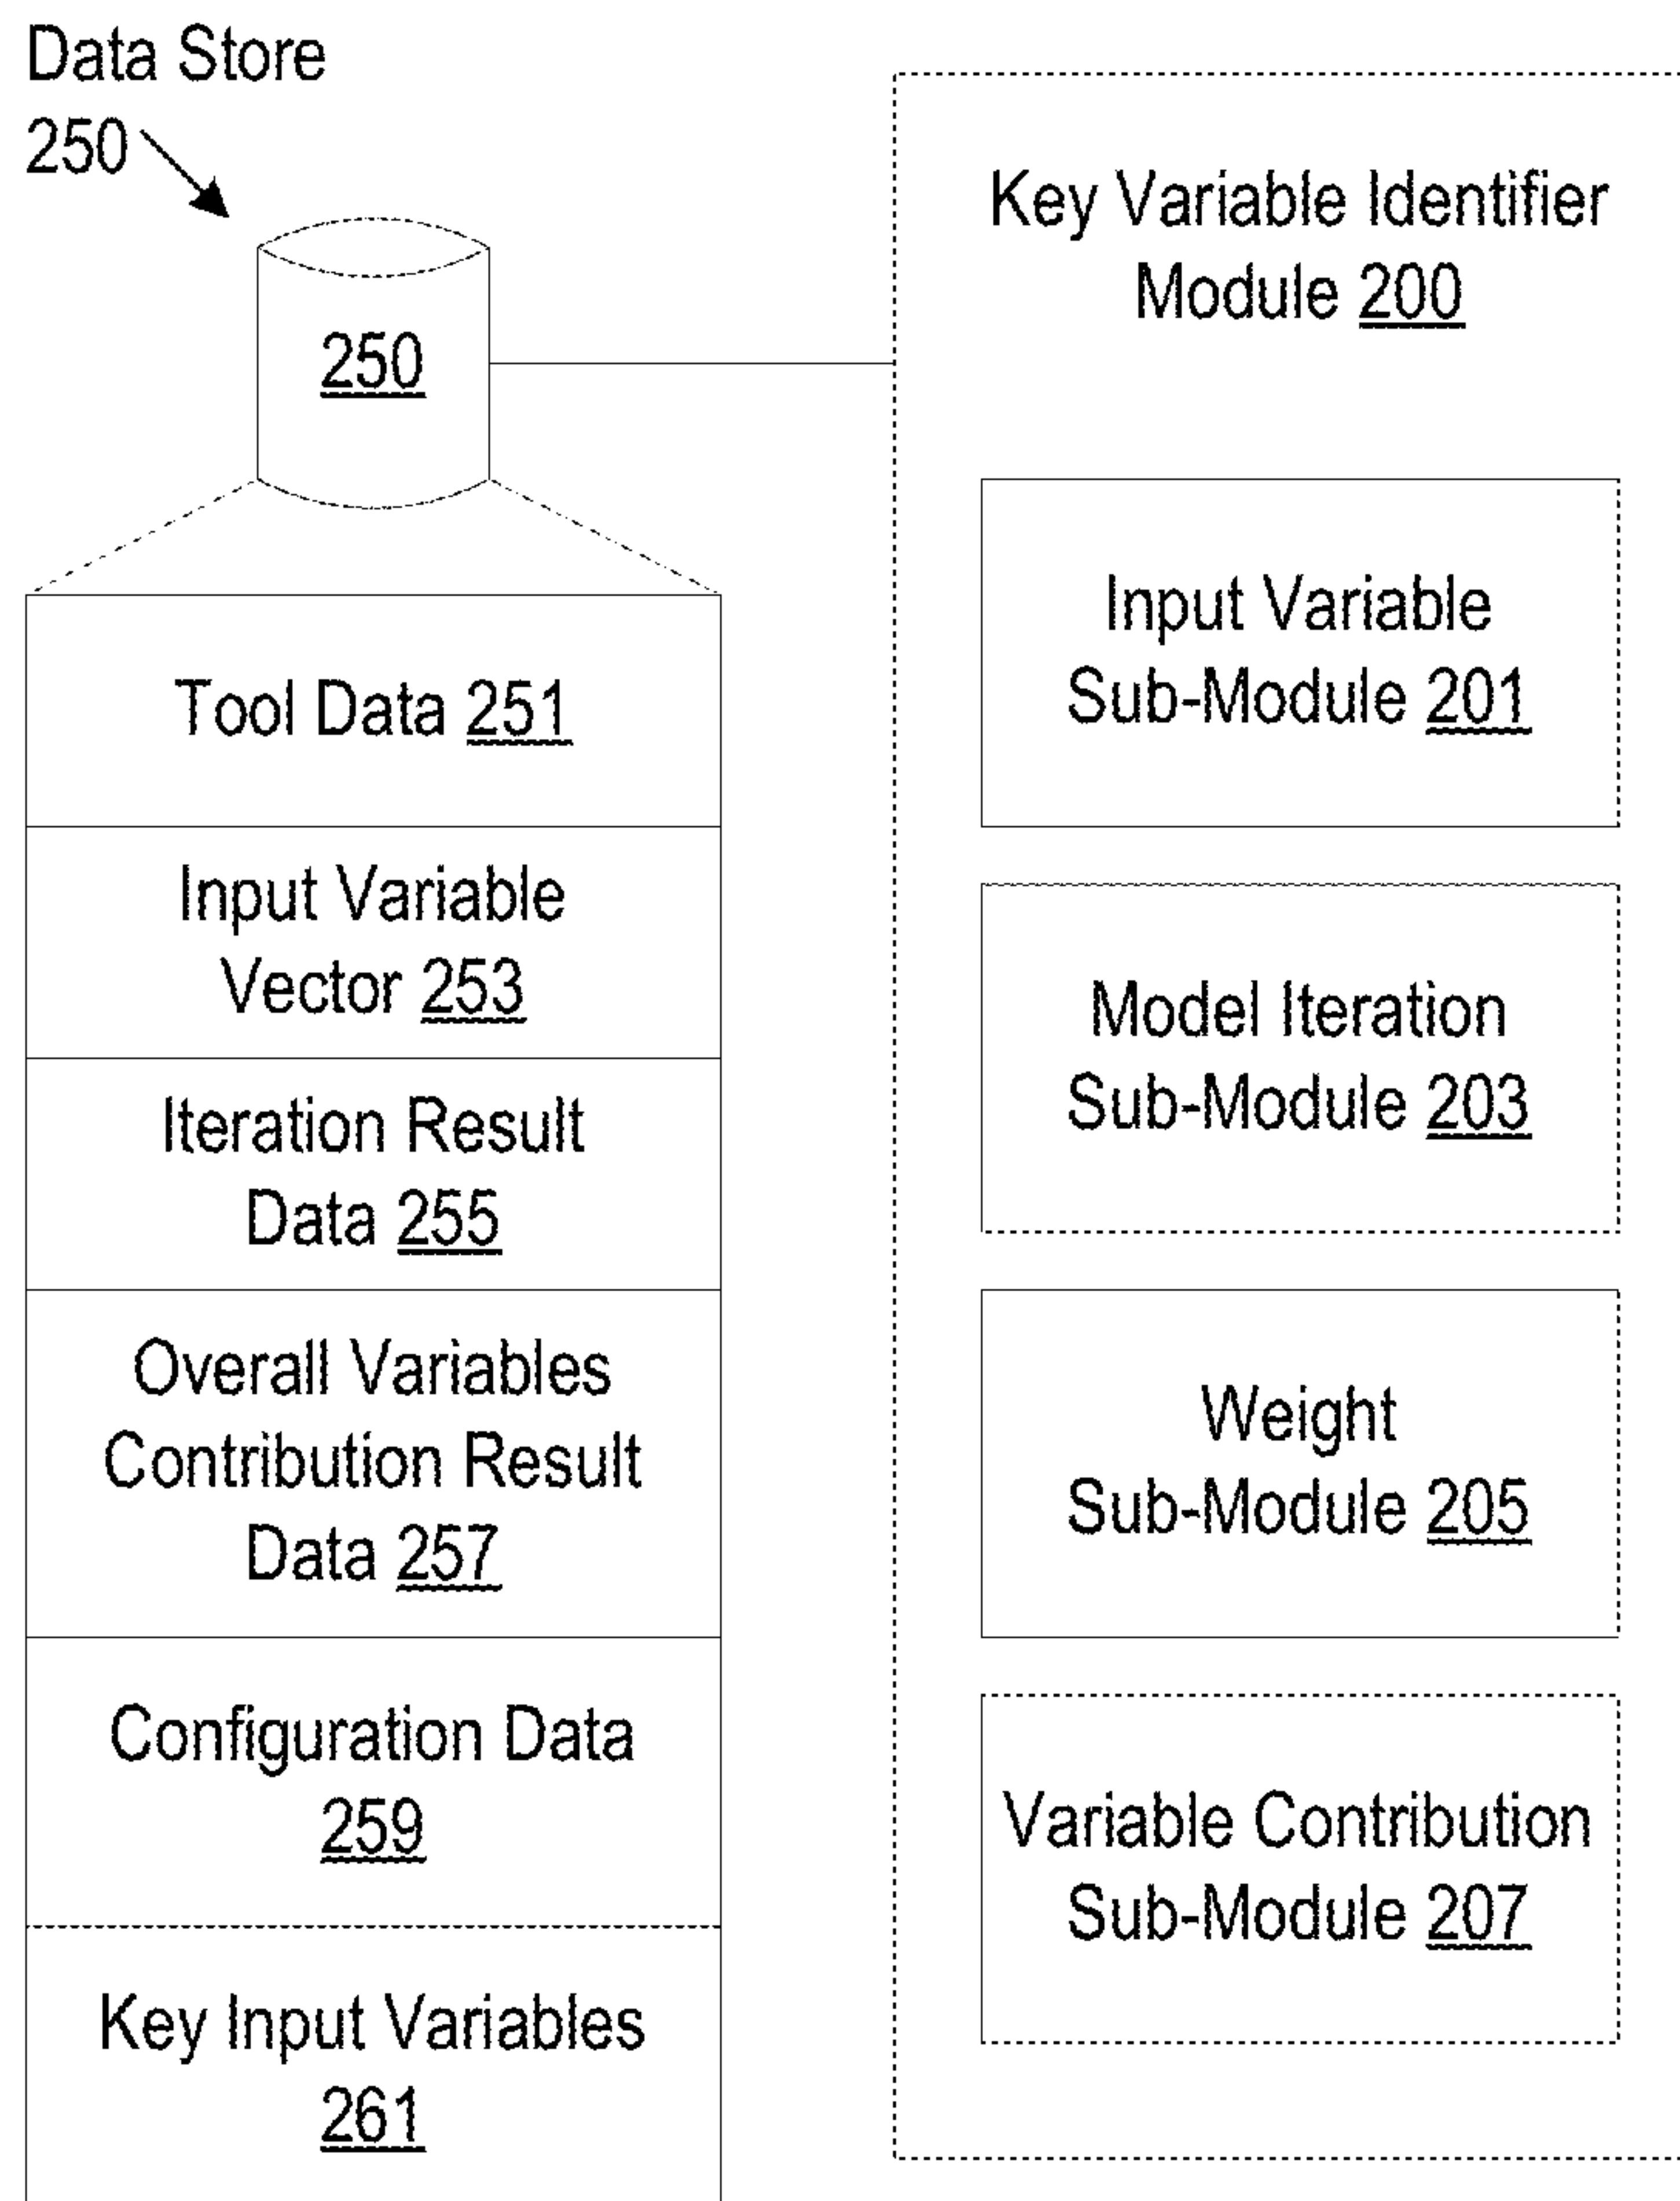 Data Store
250
250
Tool Data 251
Input Variable
Vector 253
Iteration Result
Data 255
Overall Variables
Contribution Result
Data 257
Configuration Data
259
Key Input Variables
261
Key Variable Identifier
Module 200
Input Variable
Sub-Module 201
Model Iteration
Sub-Module 203
Weight
Sub-Module 205
Variable Contribution
Sub-Module 207